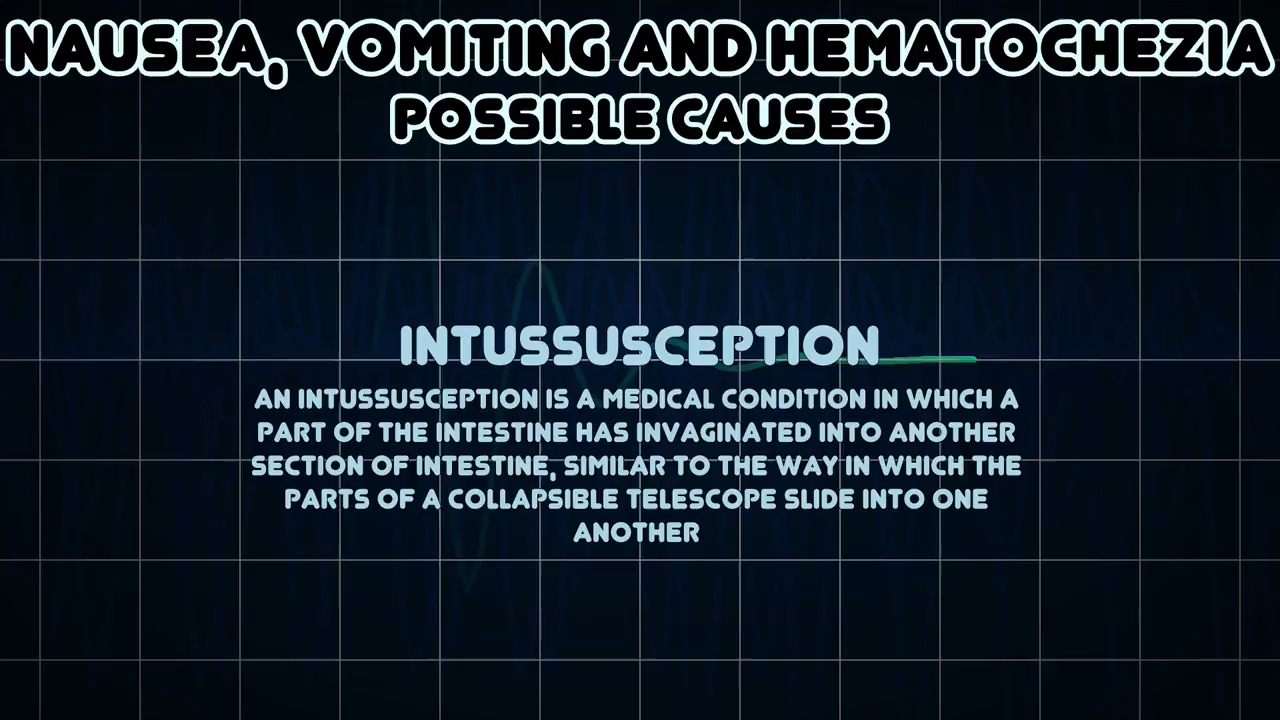 NAUSEA, VOMITING AND HEMATOCHEZIA
POSSIBLE CAUSES
INTUSSUSCEPTION
AN INTUSSUSCEPTION IS A MEDICAL CONDITION IN WHICH A
PART OF THE INTESTINE HAS INVAGINATED INTO ANOTHER
SECTION OF INTESTINE, SIMILAR TO THE WAY IN WHICH THE
PARTS OF A COLLAPSIBLE TELESCOPE SLIDE INTO ONE
ANOTHER